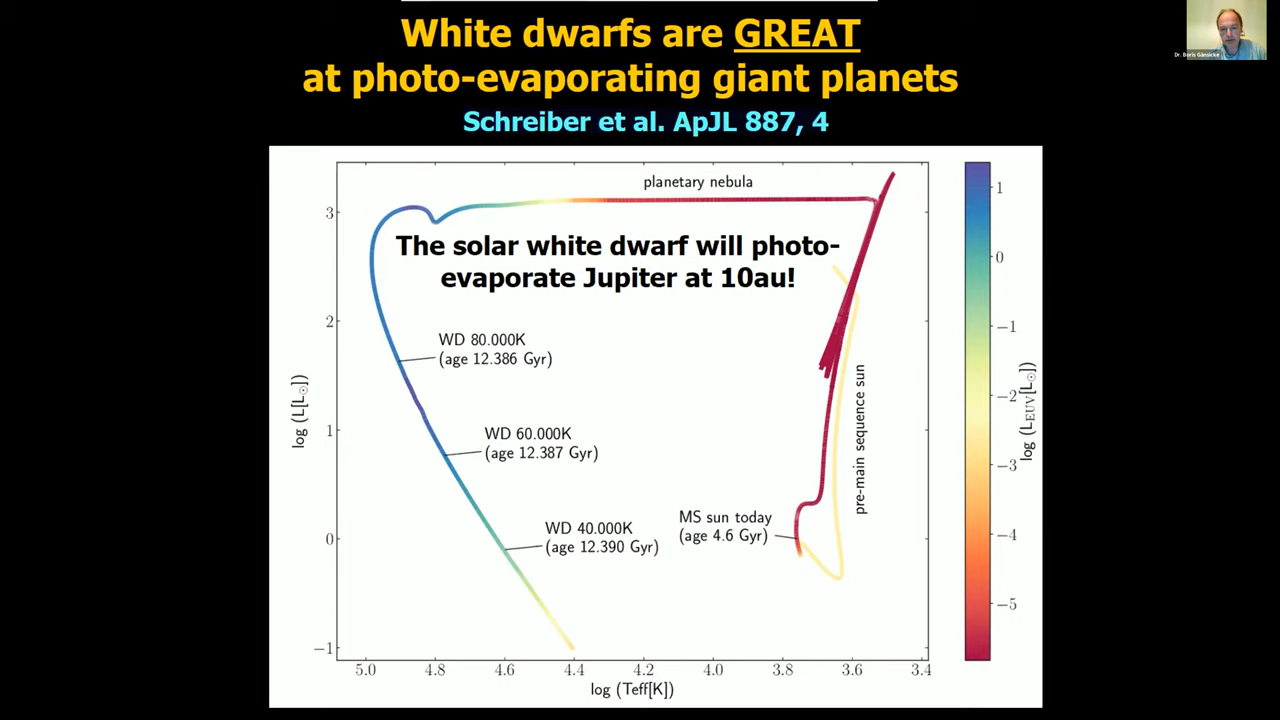 White dwarfs are GREAT
at photo-evaporating giant planets
Schreiber et al. ApJL 887, 4
Dr. Boris Gänsicke
planetary nebula
The solar white dwarf will photo-
evaporate Jupiter at 10au!
WD 80.000K
(age 12.386 Gyr)
WD 60.000K
(age 12.387 Gyr)
WD 40.000K
(age 12.390 Gyr)
MS sun today
(age 4.6 Gyr)
pre-main sequence sun
log (L[L⊙])
3
2
1
0
−1
5.0 4.8 4.6 4.4 4.2 4.0 3.8 3.6 3.4
log (Teff[K])
1
0
−1
−2
−3
−4
−5
log (L_EUV[L⊙])